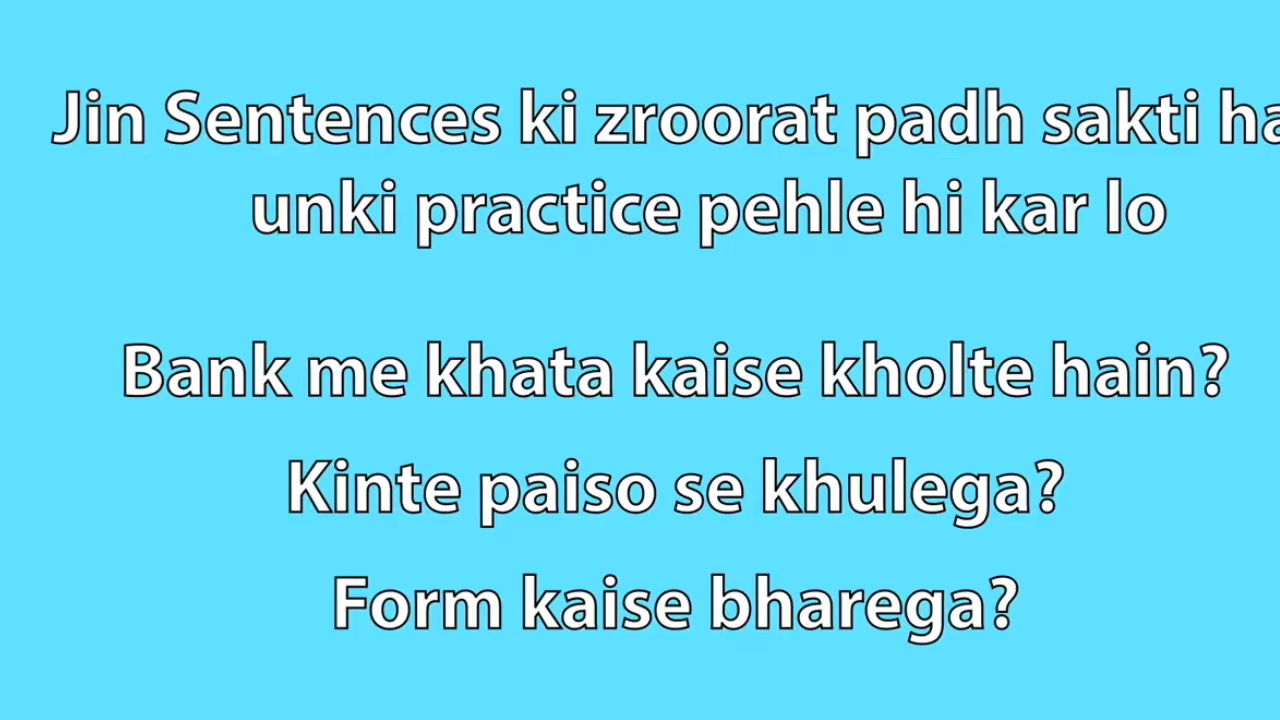 Jin Sentences ki zroorat padh sakti ha
unki practice pehle hi kar lo
Bank me khata kaise kholte hain?
Kinte paiso se khulega?
Form kaise bharega?